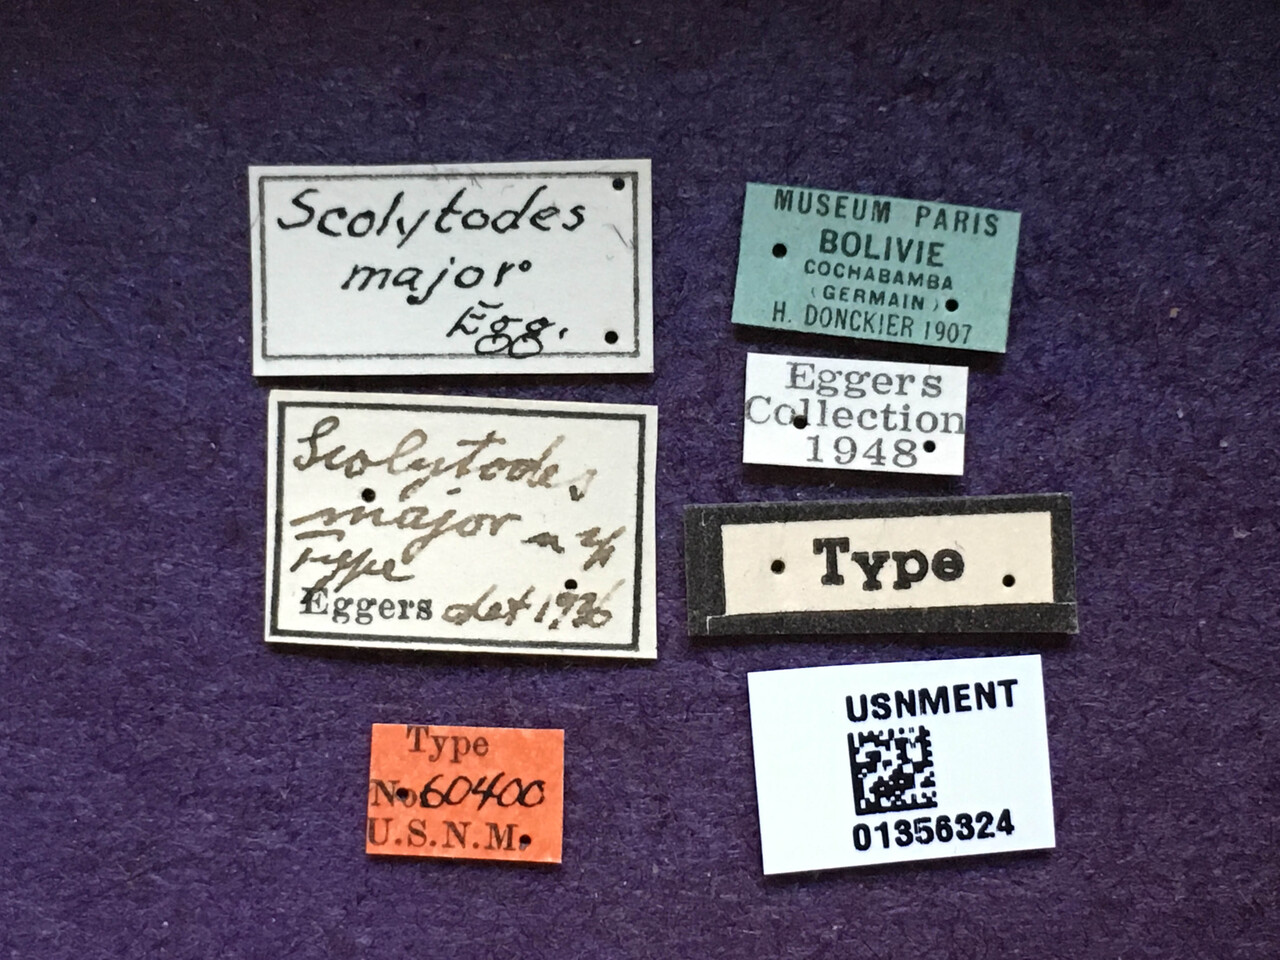 Scolytodes
major
Egg.
MUSEUM PARIS
BOLIVIE
COCHABAMBA
(GERMAIN)
H. DONCKIER 1907
Eggers
Collection
1948
Scolytodes
major n.sp
Type
Eggers det 1936
Type
Type
No. 60400
U.S.N.M.
USNMENT
01356324